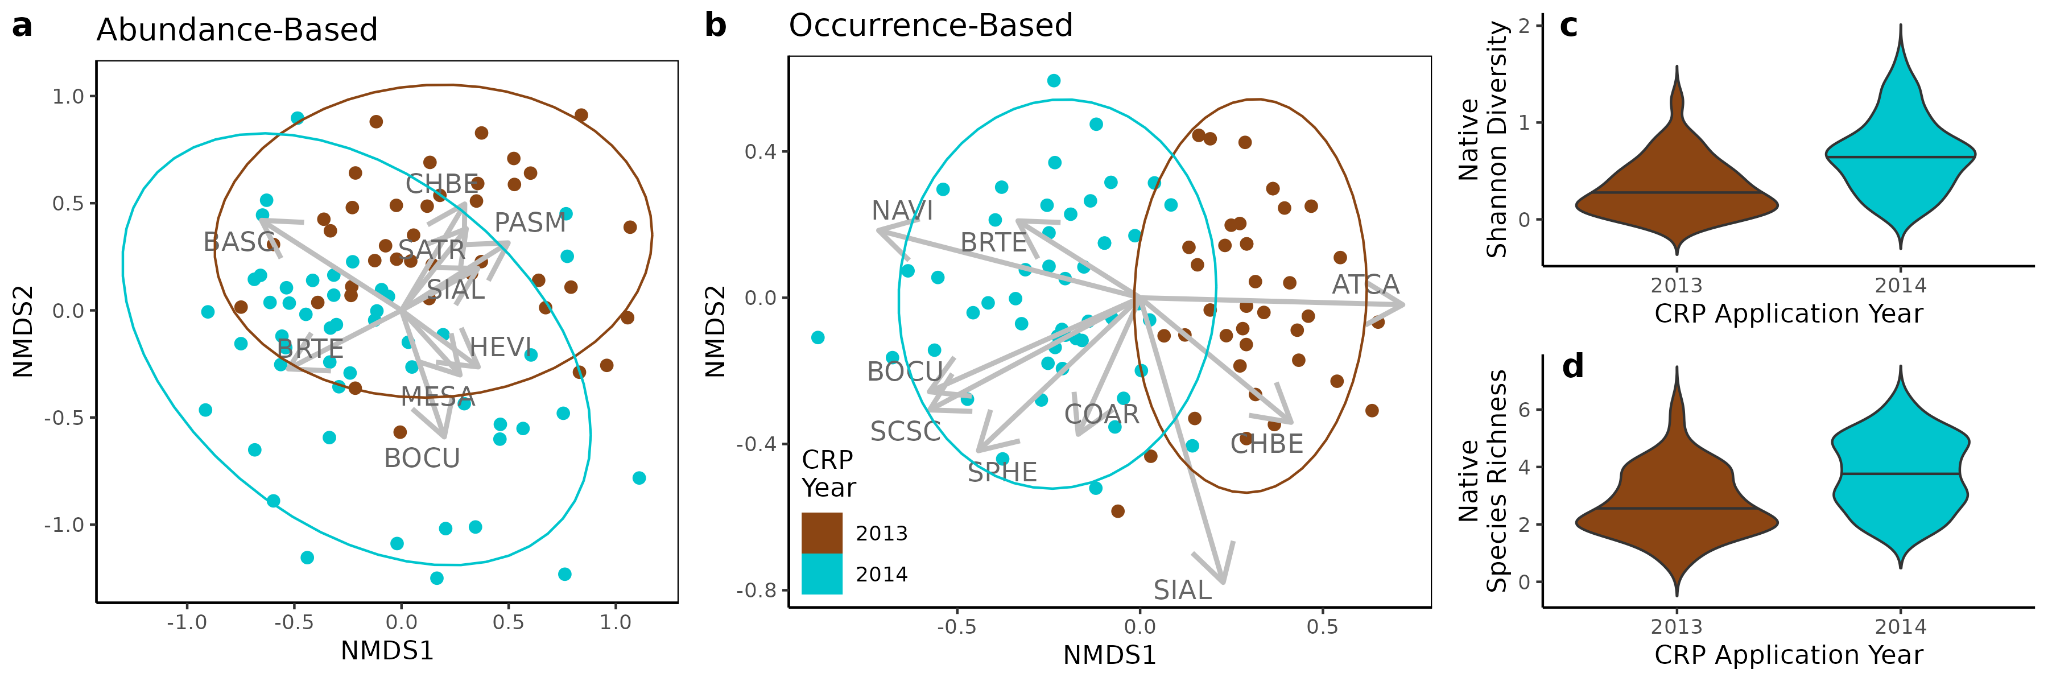 a
Abundance-Based
1.0
0.5
0.0
-0.5
-1.0
NMDS2
CHBE
PASM
BASC
SATR
SIAL
BRTE
HEVI
MESA
BOCU
-1.0
-0.5
0.0
0.5
1.0
NMDS1
b
Occurrence-Based
0.4
0.0
-0.4
-0.8
NMDS2
NAVI
BRTE
ATCA
BOCU
SCSC
COAR
CHBE
SPHE
SIAL
CRP
Year
2013
2014
-0.5
0.0
0.5
NMDS1
c
Native
Shannon Diversity
2
1
0
2013
2014
CRP Application Year
d
Native
Species Richness
6
4
2
0
2013
2014
CRP Application Year